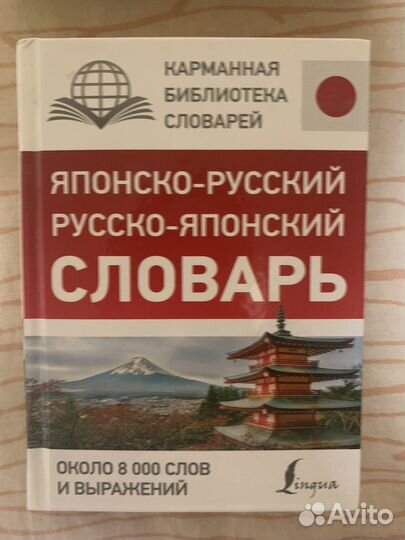 КАРМАННАЯ
БИБЛИОТЕКА
СЛОВАРЕЙ
ЯПОНСКО-РУССКИЙ
РУССКО-ЯПОНСКИЙ
СЛОВАРЬ
ОКОЛО 8 000 СЛОВ
И ВЫРАЖЕНИЙ
Lingua
Avito